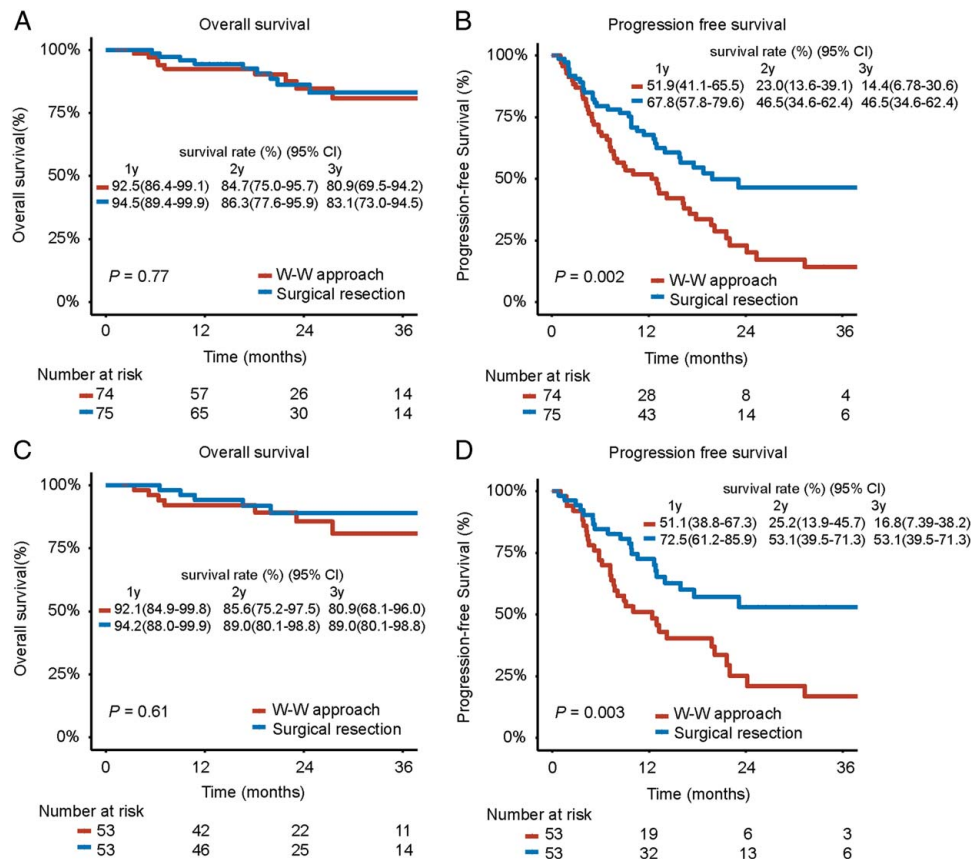 A
Overall survival
100%
75%
50%
25%
0%
Overall survival(%)
survival rate (%) (95% CI)
1y 2y 3y
92.5(86.4-99.1) 84.7(75.0-95.7) 80.9(69.5-94.2)
94.5(89.4-99.9) 86.3(77.6-95.9) 83.1(73.0-94.5)
P = 0.77
W-W approach
Surgical resection
0 12 24 36
Time (months)
Number at risk
74 57 26 14
75 65 30 14
B
Progression free survival
100%
75%
50%
25%
0%
Progression-free Survival (%)
survival rate (%) (95% CI)
1y 2y 3y
51.9(41.1-65.5) 23.0(13.6-39.1) 14.4(6.78-30.6)
67.8(57.8-79.6) 46.5(34.6-62.4) 46.5(34.6-62.4)
P = 0.002
W-W approach
Surgical resection
0 12 24 36
Time (months)
Number at risk
74 28 8 4
75 43 14 6
C
Overall survival
100%
75%
50%
25%
0%
Overall survival(%)
survival rate (%) (95% CI)
1y 2y 3y
92.1(84.9-99.8) 85.6(75.2-97.5) 80.9(68.1-96.0)
94.2(88.0-99.9) 89.0(80.1-98.8) 89.0(80.1-98.8)
P = 0.61
W-W approach
Surgical resection
0 12 24 36
Time (months)
Number at risk
53 42 22 11
53 46 25 14
D
Progression free survival
100%
75%
50%
25%
0%
Progression-free Survival (%)
survival rate (%) (95% CI)
1y 2y 3y
51.1(38.8-67.3) 25.2(13.9-45.7) 16.8(7.39-38.2)
72.5(61.2-85.9) 53.1(39.5-71.3) 53.1(39.5-71.3)
P = 0.003
W-W approach
Surgical resection
0 12 24 36
Time (months)
Number at risk
53 19 6 3
53 32 13 6